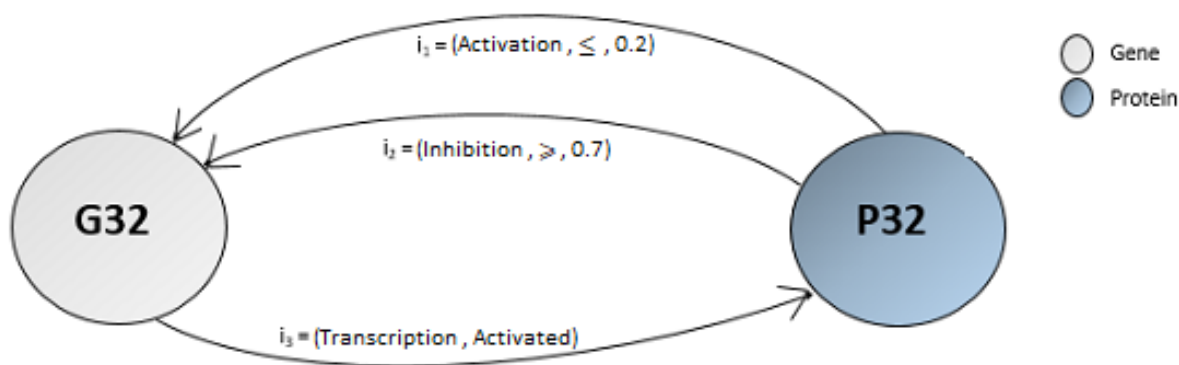 i₁ = (Activation , ≤ , 0.2)
Gene
Protein
i₂ = (Inhibition , ⩾ , 0.7)
G32
P32
i₃ = (Transcription , Activated)